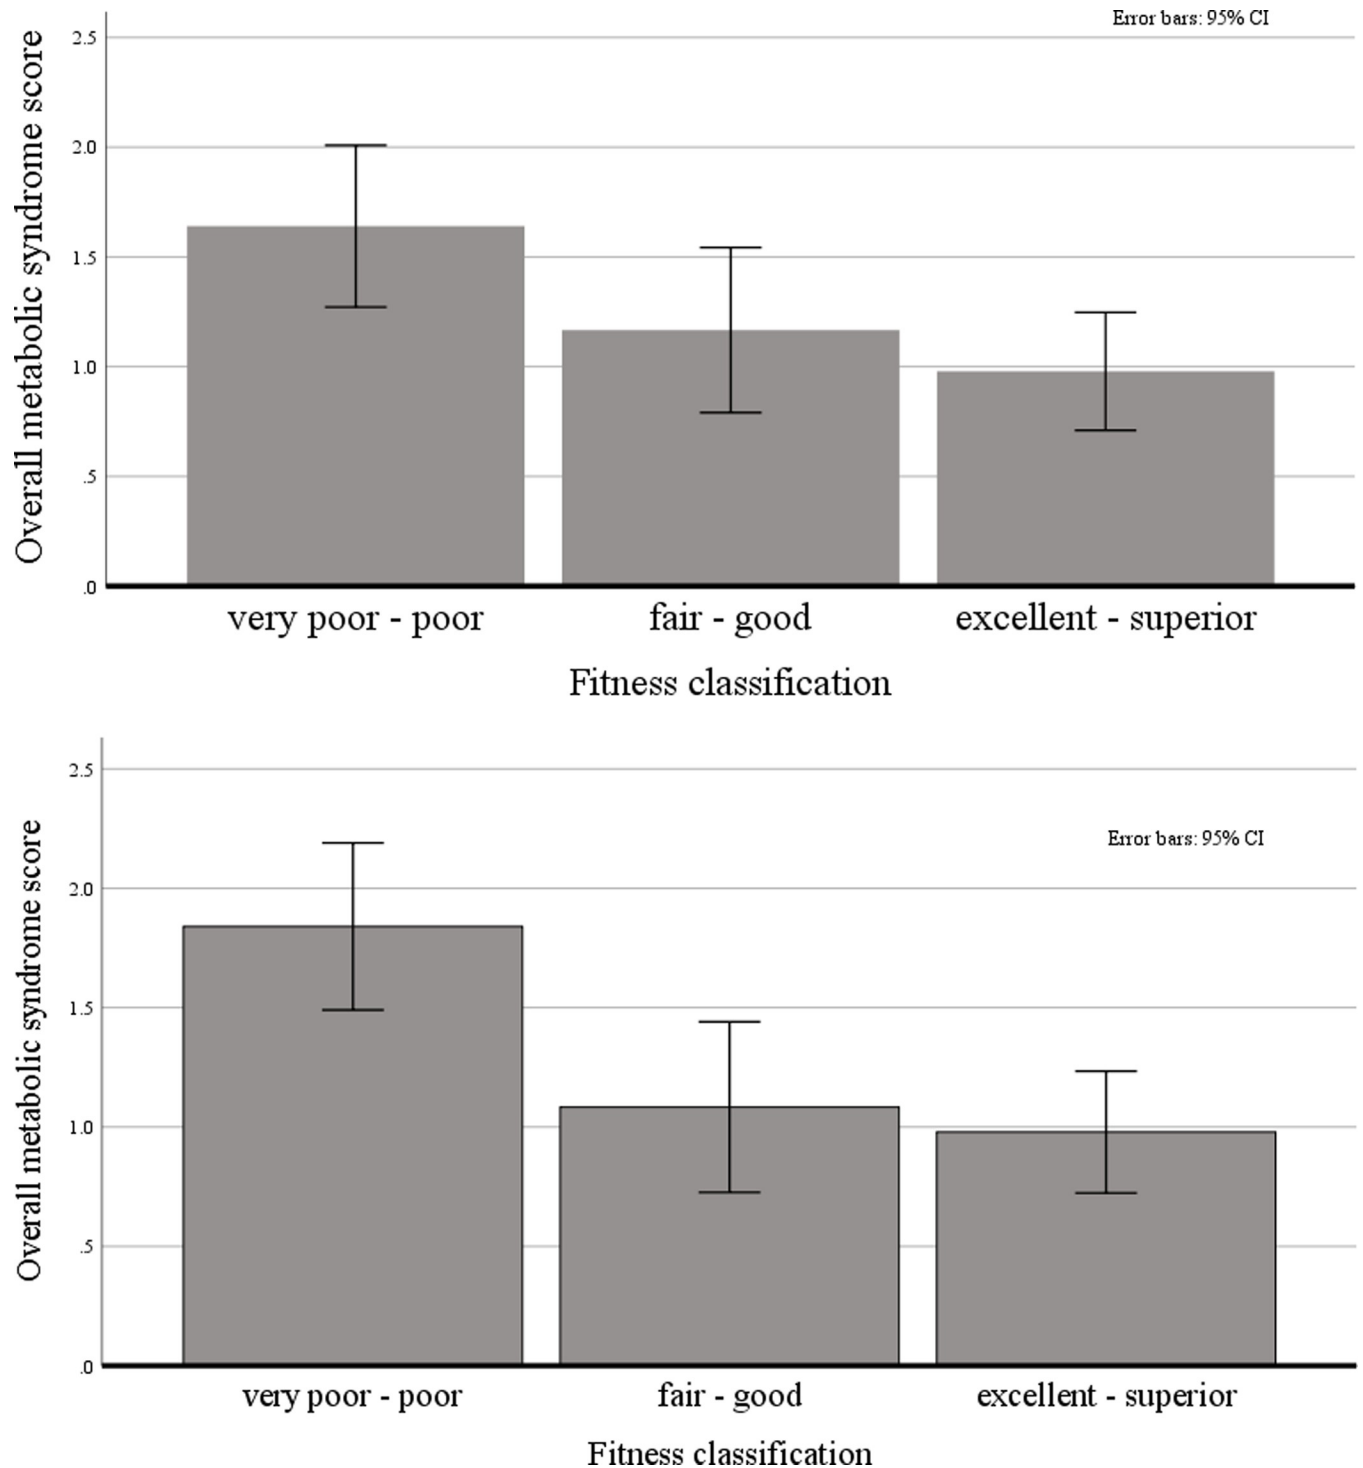 Error bars: 95% CI
Overall metabolic syndrome score
2.5
2.0
1.5
1.0
.5
.0
very poor - poor
fair - good
excellent - superior
Fitness classification
2.5
Error bars: 95% CI
Overall metabolic syndrome score
2.0
1.5
1.0
.5
.0
very poor - poor
fair - good
excellent - superior
Fitness classification